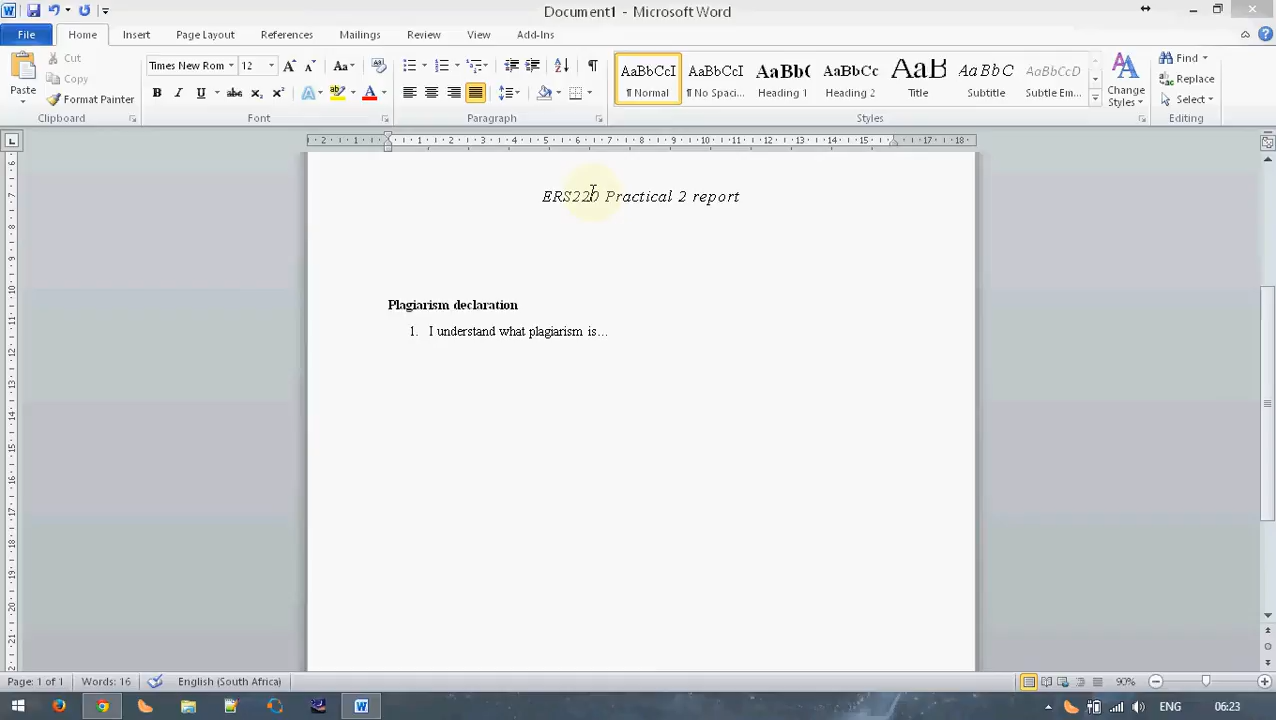 Document1 - Microsoft Word
File Home Insert Page Layout References Mailings Review View Add-Ins
Paste
Cut
Copy
Format Painter
Clipboard
Times New Rom 12
Font
Paragraph
AaBbCcI
¶ Normal
AaBbCcI
¶ No Spaci...
AaBb(
Heading 1
AaBbCc
Heading 2
AaB
Title
AaBbC
Subtitle
AaBbCcD
Subtle Em...
Styles
Change
Styles
Find
Replace
Select
Editing
ERS220 Practical 2 report
Plagiarism declaration
1. I understand what plagiarism is…
Page: 1 of 1 Words: 16 English (South Africa) 90%
ENG 06:23